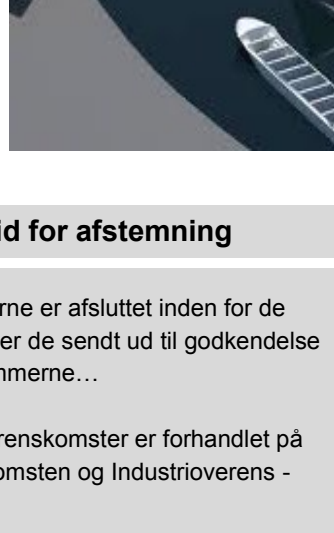 id for afstemning
rne er afsluttet inden for de
er de sendt ud til godkendelse
mmerne…
renskomster er forhandlet på
omsten og Industrioverens -